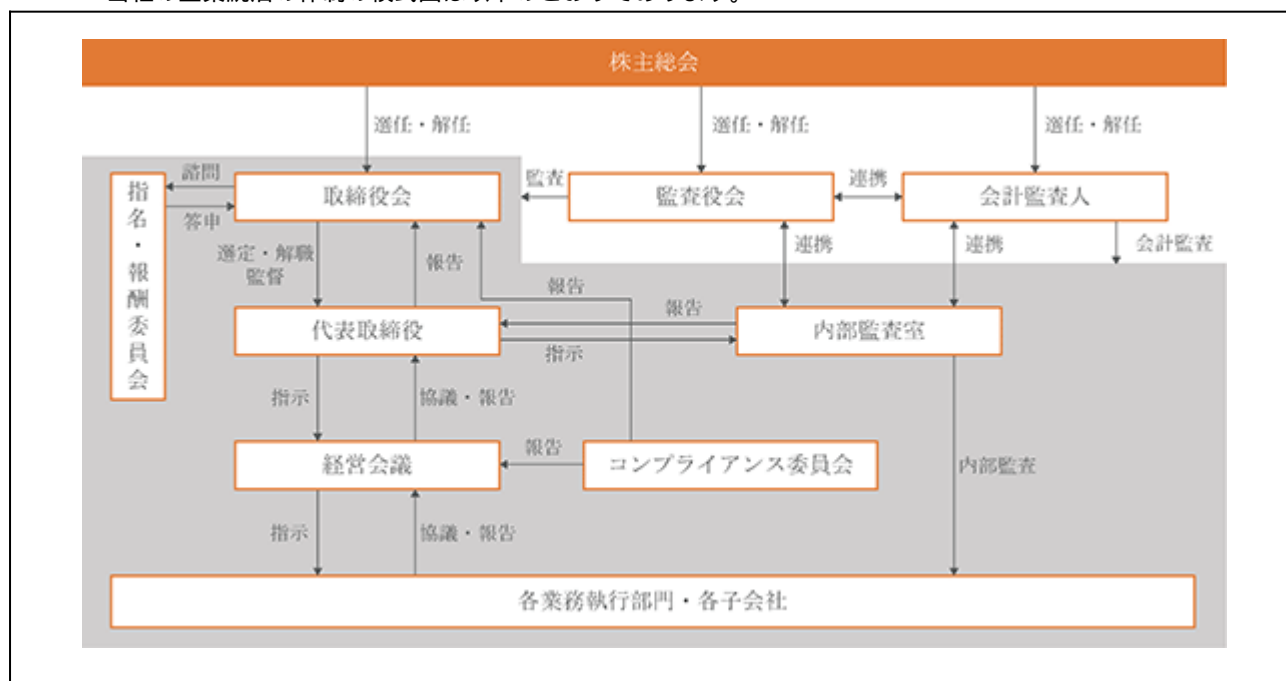 株主総会
選任・解任
選任・解任
選任・解任
諮問
答申
指名・報酬委員会
取締役会
監査
監査役会
連携
会計監査人
選定・解職
監督
報告
報告
連携
連携
会計監査
代表取締役
報告
指示
内部監査室
指示
協議・報告
経営会議
報告
コンプライアンス委員会
内部監査
指示
協議・報告
各業務執行部門・各子会社